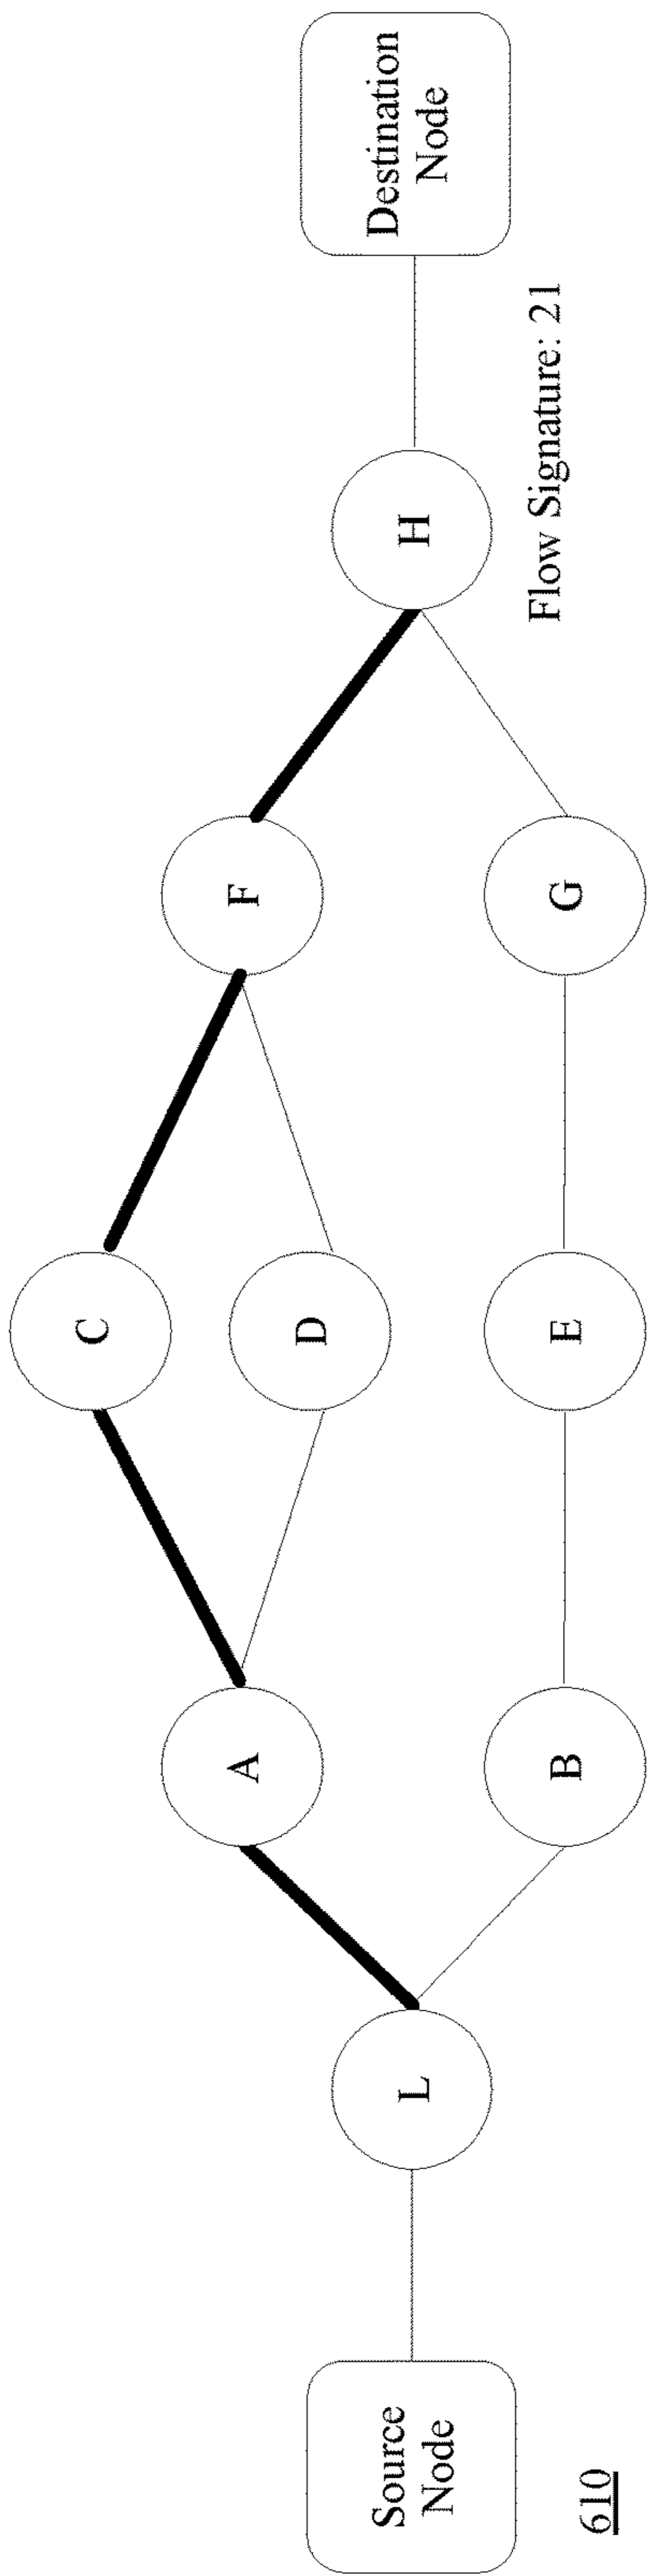 Source
Node
L
A
B
C
D
E
F
G
H
Destination
Node
Flow Signature: 21
610